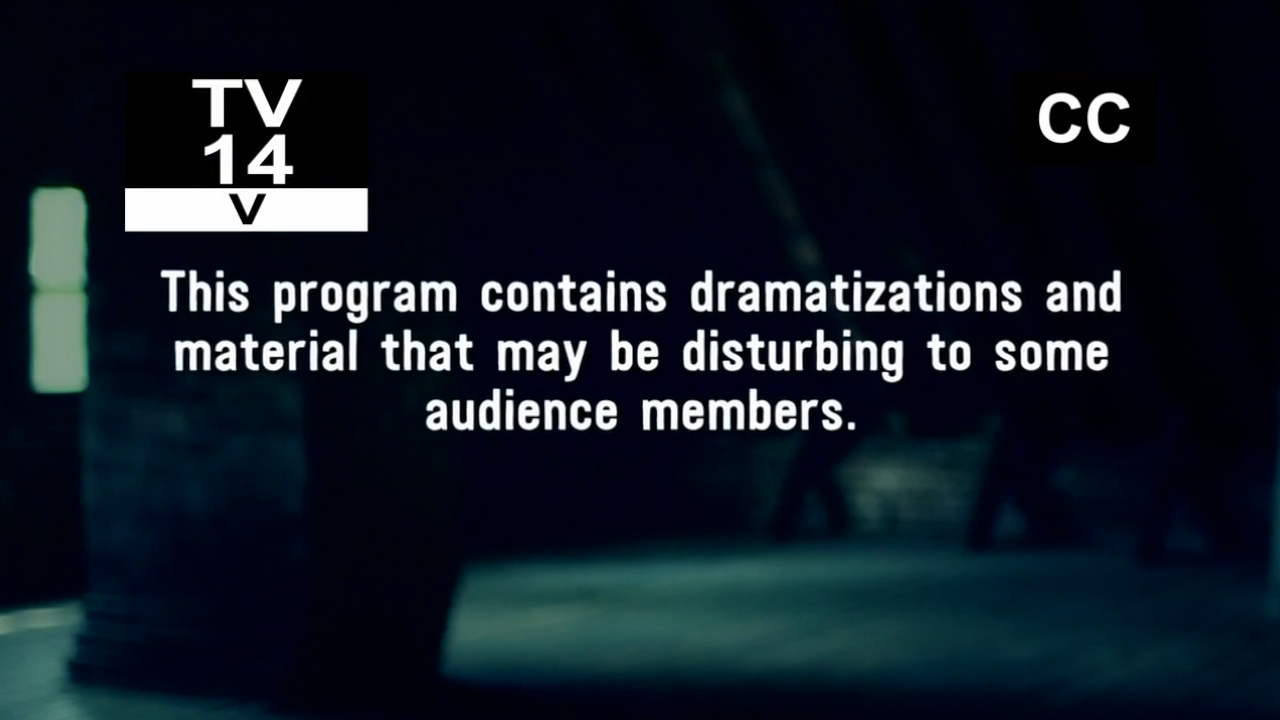 TV
14
V
CC
This program contains dramatizations and
material that may be disturbing to some
audience members.